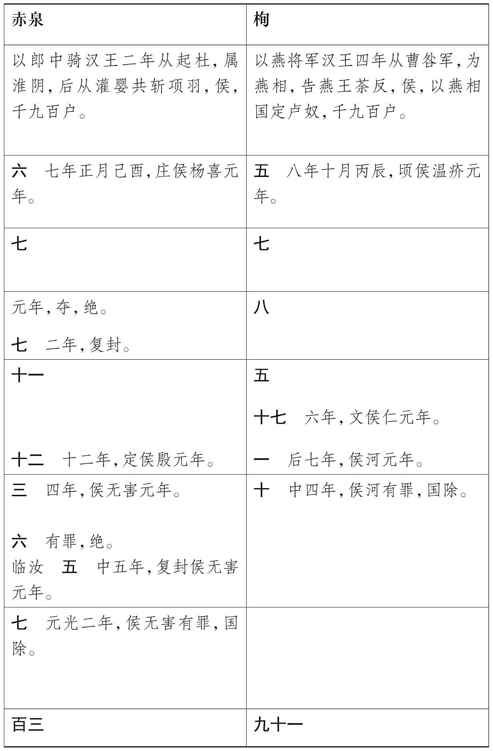 赤泉
以郎中骑汉王二年从起杜，属
淮阴，后从灌婴共斩项羽，侯，
千九百户。
六　七年正月己酉，庄侯杨喜元
年。
七
元年，夺，绝。
七　二年，复封。
十一
十二　十二年，定侯殷元年。
三　四年，侯无害元年。
六　有罪，绝。
临汝　五　中五年，复封侯无害
元年。
七　元光二年，侯无害有罪，国
除。
百三
栒
以燕将军汉王四年从曹咎军，为
燕相，告燕王荼反，侯，以燕相
国定卢奴，千九百户。
五　八年十月丙辰，顷侯温疥元
年。
七
八
五
十七　六年，文侯仁元年。
一　后七年，侯河元年。
十　中四年，侯河有罪，国除。
九十一